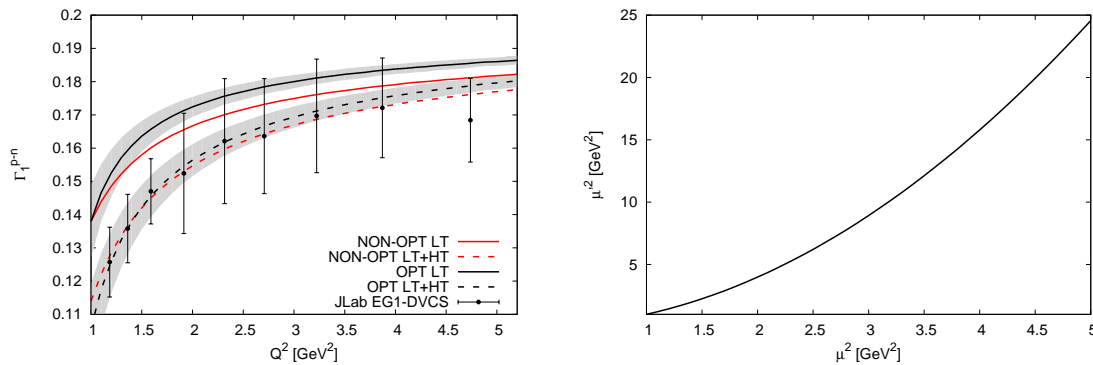 0.2
0.19
0.18
0.17
0.16
0.15
0.14
0.13
0.12
0.11
1 1.5 2 2.5 3 3.5 4 4.5 5
Γ₁ᵖ⁻ⁿ
Q² [GeV²]
NON-OPT LT
NON-OPT LT+HT
OPT LT
OPT LT+HT
JLab EG1-DVCS
25
20
15
10
5
1 1.5 2 2.5 3 3.5 4 4.5 5
μ'² [GeV²]
μ² [GeV²]